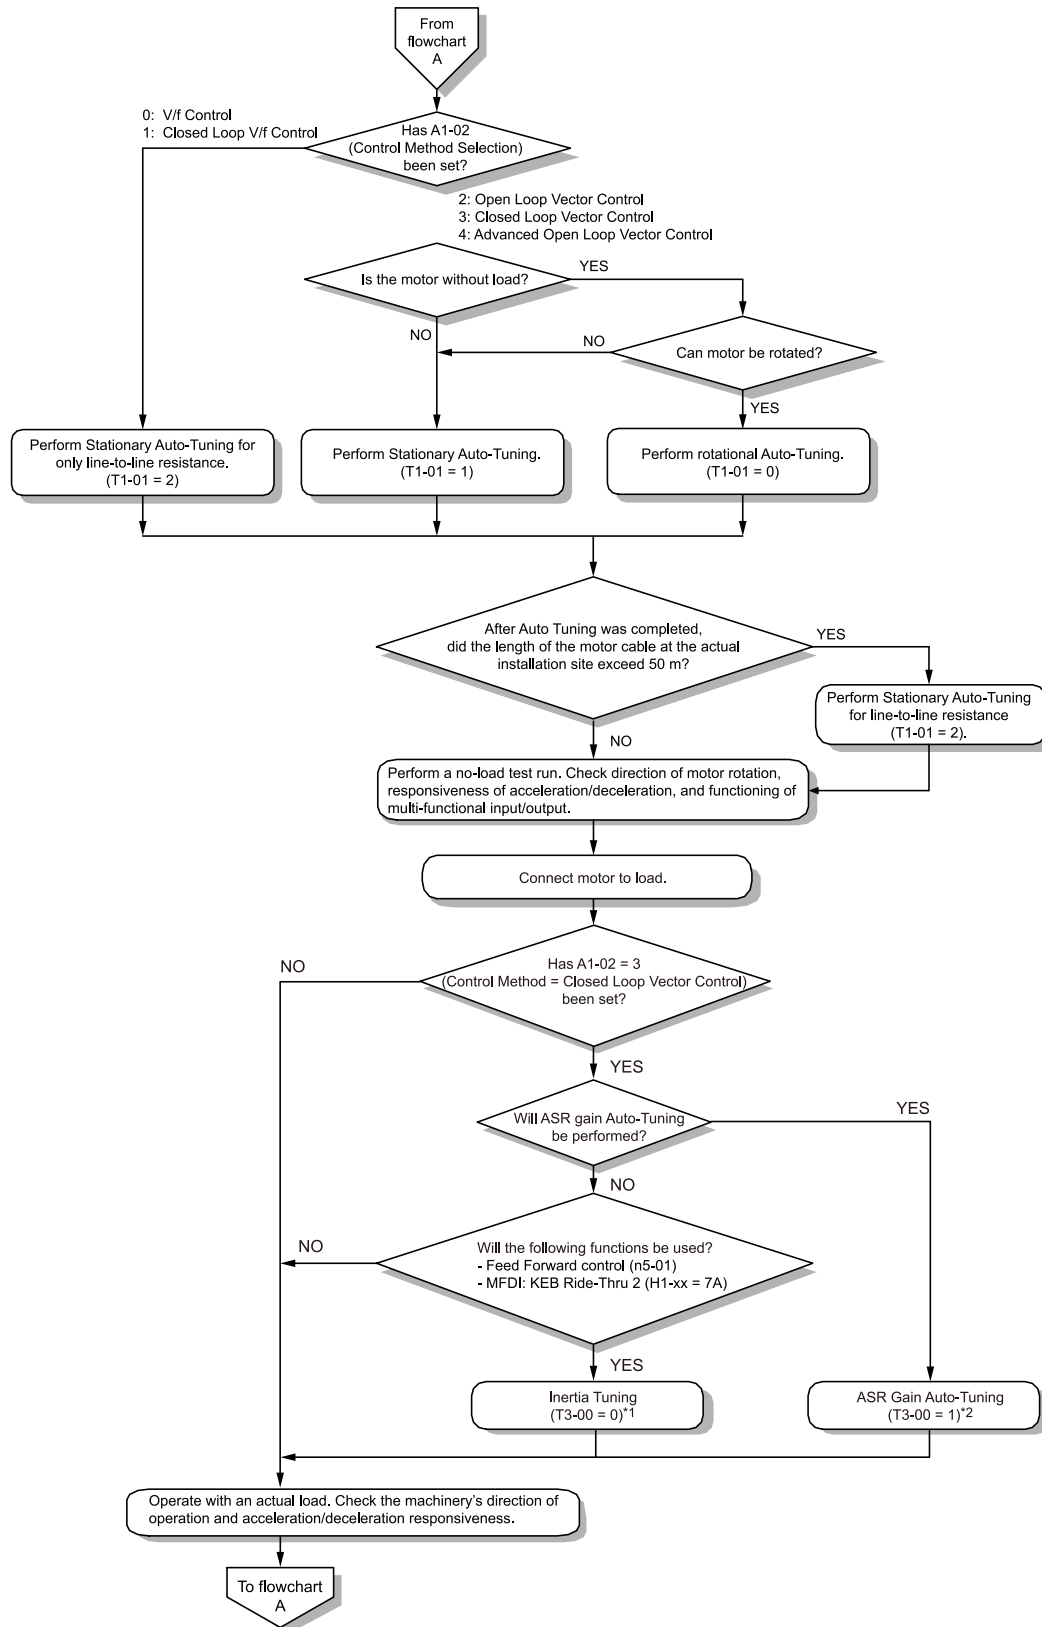 From
flowchart
A
0: V/f Control
1: Closed Loop V/f Control
Has A1-02
(Control Method Selection)
been set?
2: Open Loop Vector Control
3: Closed Loop Vector Control
4: Advanced Open Loop Vector Control
Is the motor without load?
YES
NO
NO
Can motor be rotated?
YES
Perform Stationary Auto-Tuning for
only line-to-line resistance.
(T1-01 = 2)
Perform Stationary Auto-Tuning.
(T1-01 = 1)
Perform rotational Auto-Tuning.
(T1-01 = 0)
After Auto Tuning was completed,
did the length of the motor cable at the actual
installation site exceed 50 m?
YES
Perform Stationary Auto-Tuning
for line-to-line resistance
(T1-01 = 2).
NO
Perform a no-load test run. Check direction of motor rotation,
responsiveness of acceleration/deceleration, and functioning of
multi-functional input/output.
Connect motor to load.
Has A1-02 = 3
(Control Method = Closed Loop Vector Control)
been set?
NO
YES
Will ASR gain Auto-Tuning
be performed?
YES
NO
Will the following functions be used?
- Feed Forward control (n5-01)
- MFDI: KEB Ride-Thru 2 (H1-xx = 7A)
NO
YES
Inertia Tuning
(T3-00 = 0)*1
ASR Gain Auto-Tuning
(T3-00 = 1)*2
Operate with an actual load. Check the machinery's direction of
operation and acceleration/deceleration responsiveness.
To flowchart
A